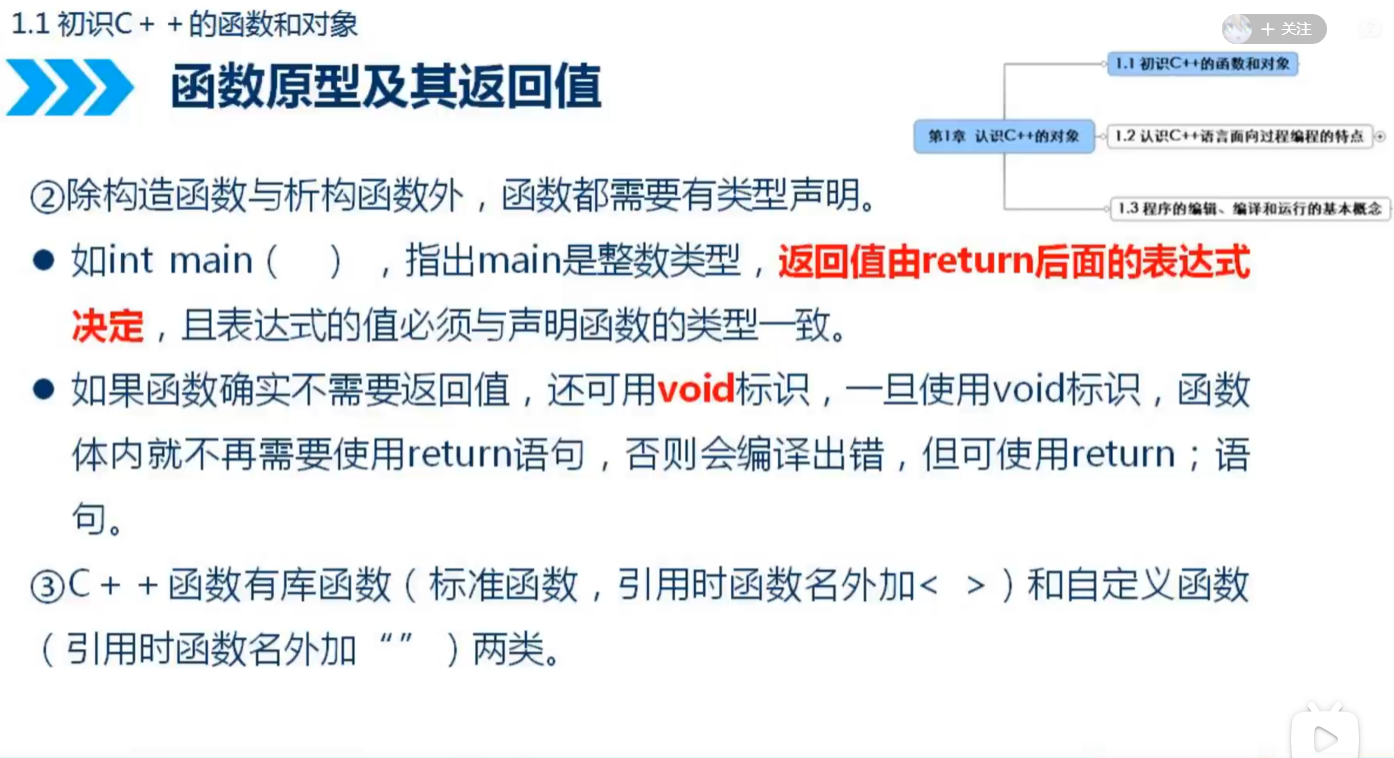 1.1 初识C++的函数和对象
+ 关注
函数原型及其返回值
1.1 初识C++的函数和对象
第1章 认识C++的对象
1.2 认识C++语言面向过程编程的特点
1.3 程序的编辑、编译和运行的基本概念
②除构造函数与析构函数外，函数都需要有类型声明。
● 如int main（ ），指出main是整数类型，返回值由return后面的表达式
决定，且表达式的值必须与声明函数的类型一致。
● 如果函数确实不需要返回值，还可用void标识，一旦使用void标识，函数
体内就不再需要使用return语句，否则会编译出错，但可使用return；语
句。
③C++函数有库函数（标准函数，引用时函数名外加< >）和自定义函数
（引用时函数名外加“”）两类。